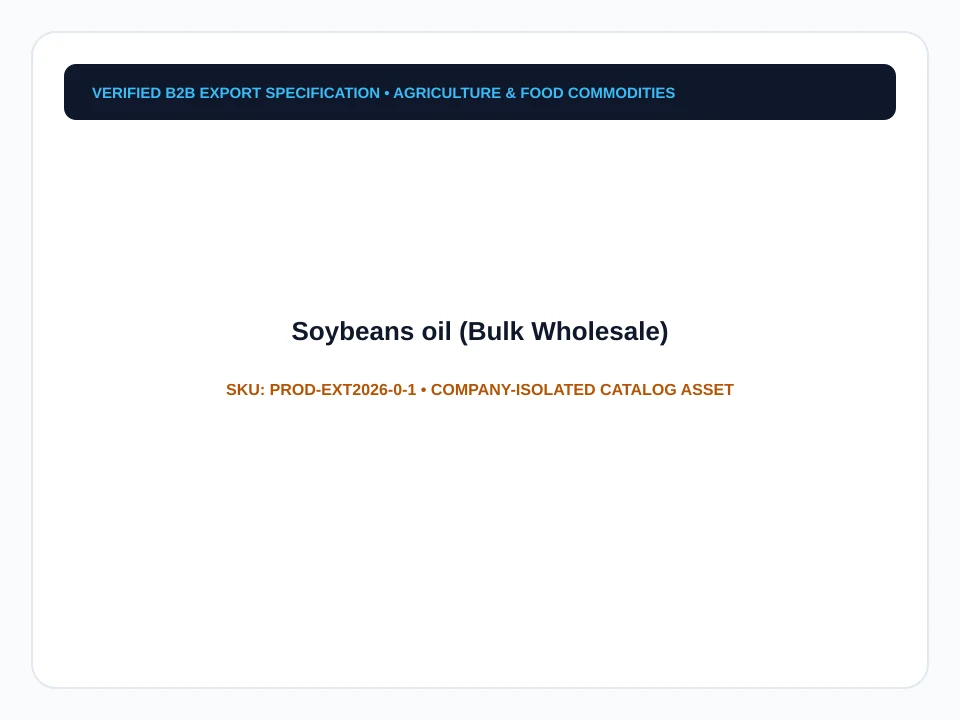 VERIFIED B2B EXPORT SPECIFICATION • AGRICULTURE & FOOD COMMODITIES
Soybeans oil (Bulk Wholesale)
SKU: PROD-EXT2026-0-1 • COMPANY-ISOLATED CATALOG ASSET